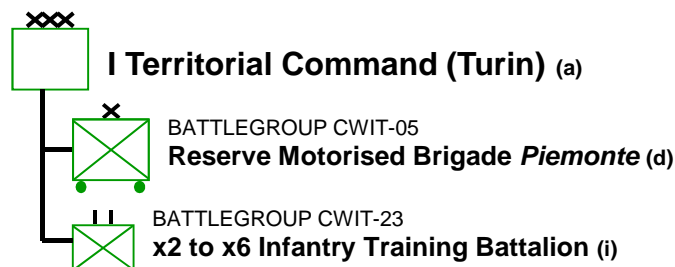 I Territorial Command (Turin) (a)
BATTLEGROUP CWIT-05
Reserve Motorised Brigade Piemonte (d)
BATTLEGROUP CWIT-23
x2 to x6 Infantry Training Battalion (i)